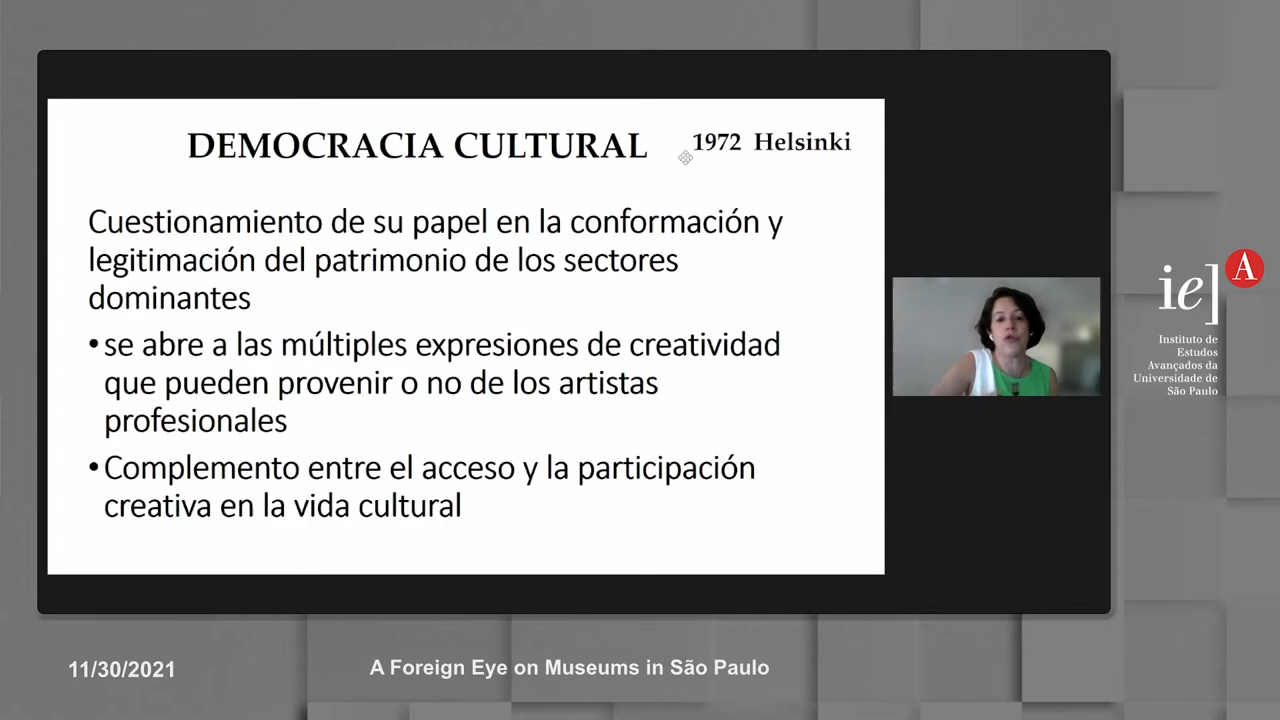 DEMOCRACIA CULTURAL 1972 Helsinki
Cuestionamiento de su papel en la conformación y
legitimación del patrimonio de los sectores
dominantes
•se abre a las múltiples expresiones de creatividad
que pueden provenir o no de los artistas
profesionales
•Complemento entre el acceso y la participación
creativa en la vida cultural
ie] A
Instituto de
Estudos
Avançados da
Universidade de
São Paulo
11/30/2021
A Foreign Eye on Museums in São Paulo